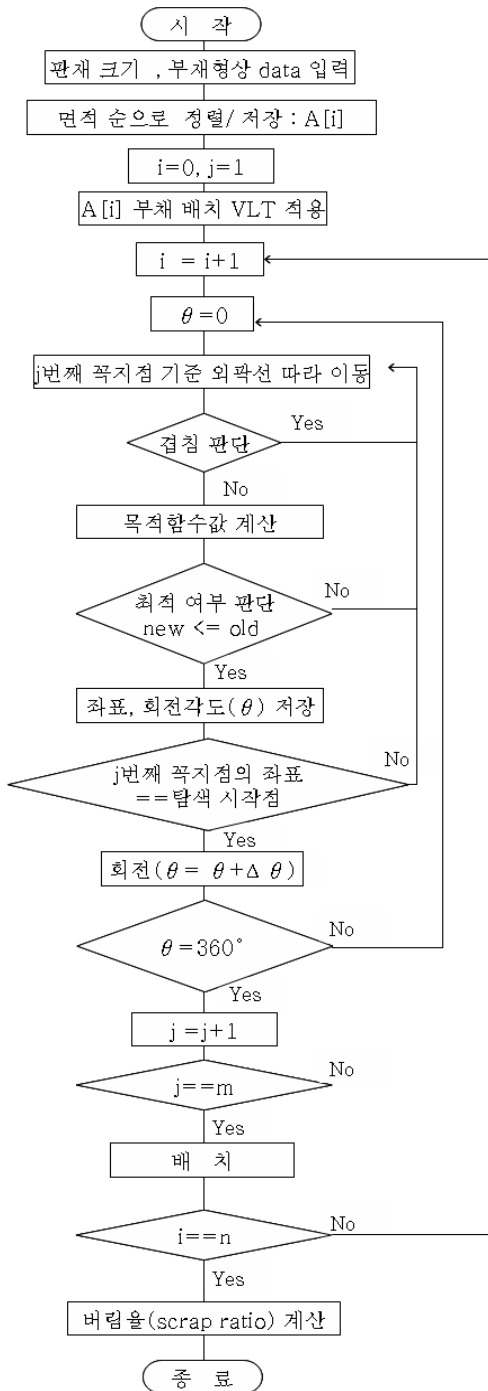 시 작
판재 크기 , 부재형상 data 입력
면적 순으로 정렬/ 저장 : A[i]
i=0, j=1
A[i] 부재 배치 VLT 적용
i = i+1
θ=0
j번째 꼭지점 기준 외곽선 따라 이동
겹침 판단
Yes
No
목적함수값 계산
최적 여부 판단
new <= old
No
Yes
좌표, 회전각도(θ) 저장
j번째 꼭지점의 좌표
==탐색 시작점
No
Yes
회전(θ= θ+Δ θ)
θ=360°
No
Yes
j =j+1
j==m
No
Yes
배 치
i==n
No
Yes
버림율(scrap ratio) 계산
종 료